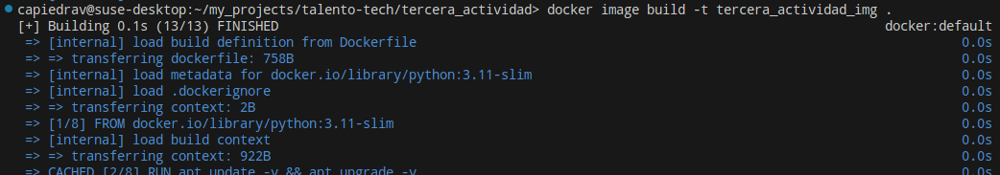 capiedrav@suse-desktop:~/my_projects/talento-tech/tercera_actividad> docker image build -t tercera_actividad_img .
[+] Building 0.1s (13/13) FINISHED docker:default
=> [internal] load build definition from Dockerfile 0.0s
=> => transferring dockerfile: 758B 0.0s
=> [internal] load metadata for docker.io/library/python:3.11-slim 0.0s
=> [internal] load .dockerignore 0.0s
=> => transferring context: 2B 0.0s
=> [1/8] FROM docker.io/library/python:3.11-slim 0.0s
=> [internal] load build context 0.0s
=> => transferring context: 922B 0.0s
=> CACHED [2/8] RUN apt update -y && apt upgrade -y 0.0s